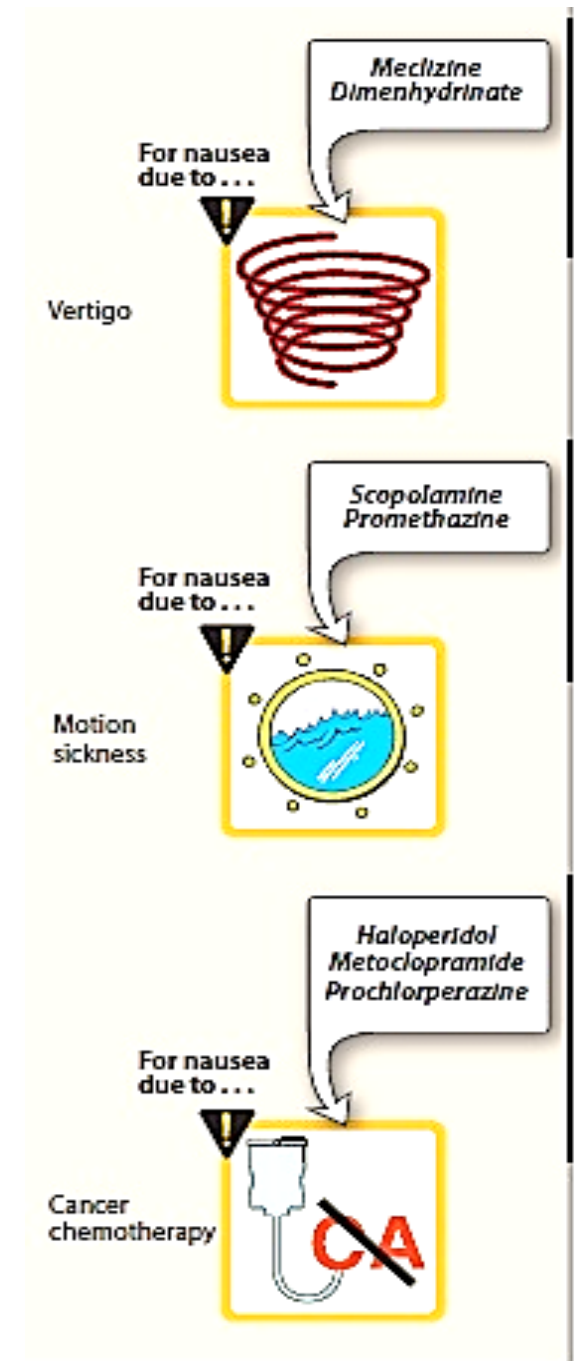 Meclizine
Dimenhydrinate
For nausea
due to . . .
Vertigo
Scopolamine
Promethazine
For nausea
due to . . .
Motion
sickness
Haloperidol
Metoclopramide
Prochlorperazine
For nausea
due to . . .
Cancer
chemotherapy
CA